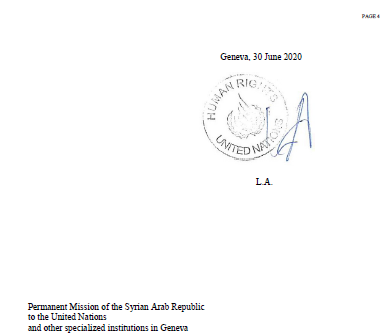 PAGE 4
Geneva, 30 June 2020
HUMAN RIGHTS
UNITED NATIONS
L.A.
Permanent Mission of the Syrian Arab Republic
to the United Nations
and other specialized institutions in Geneva